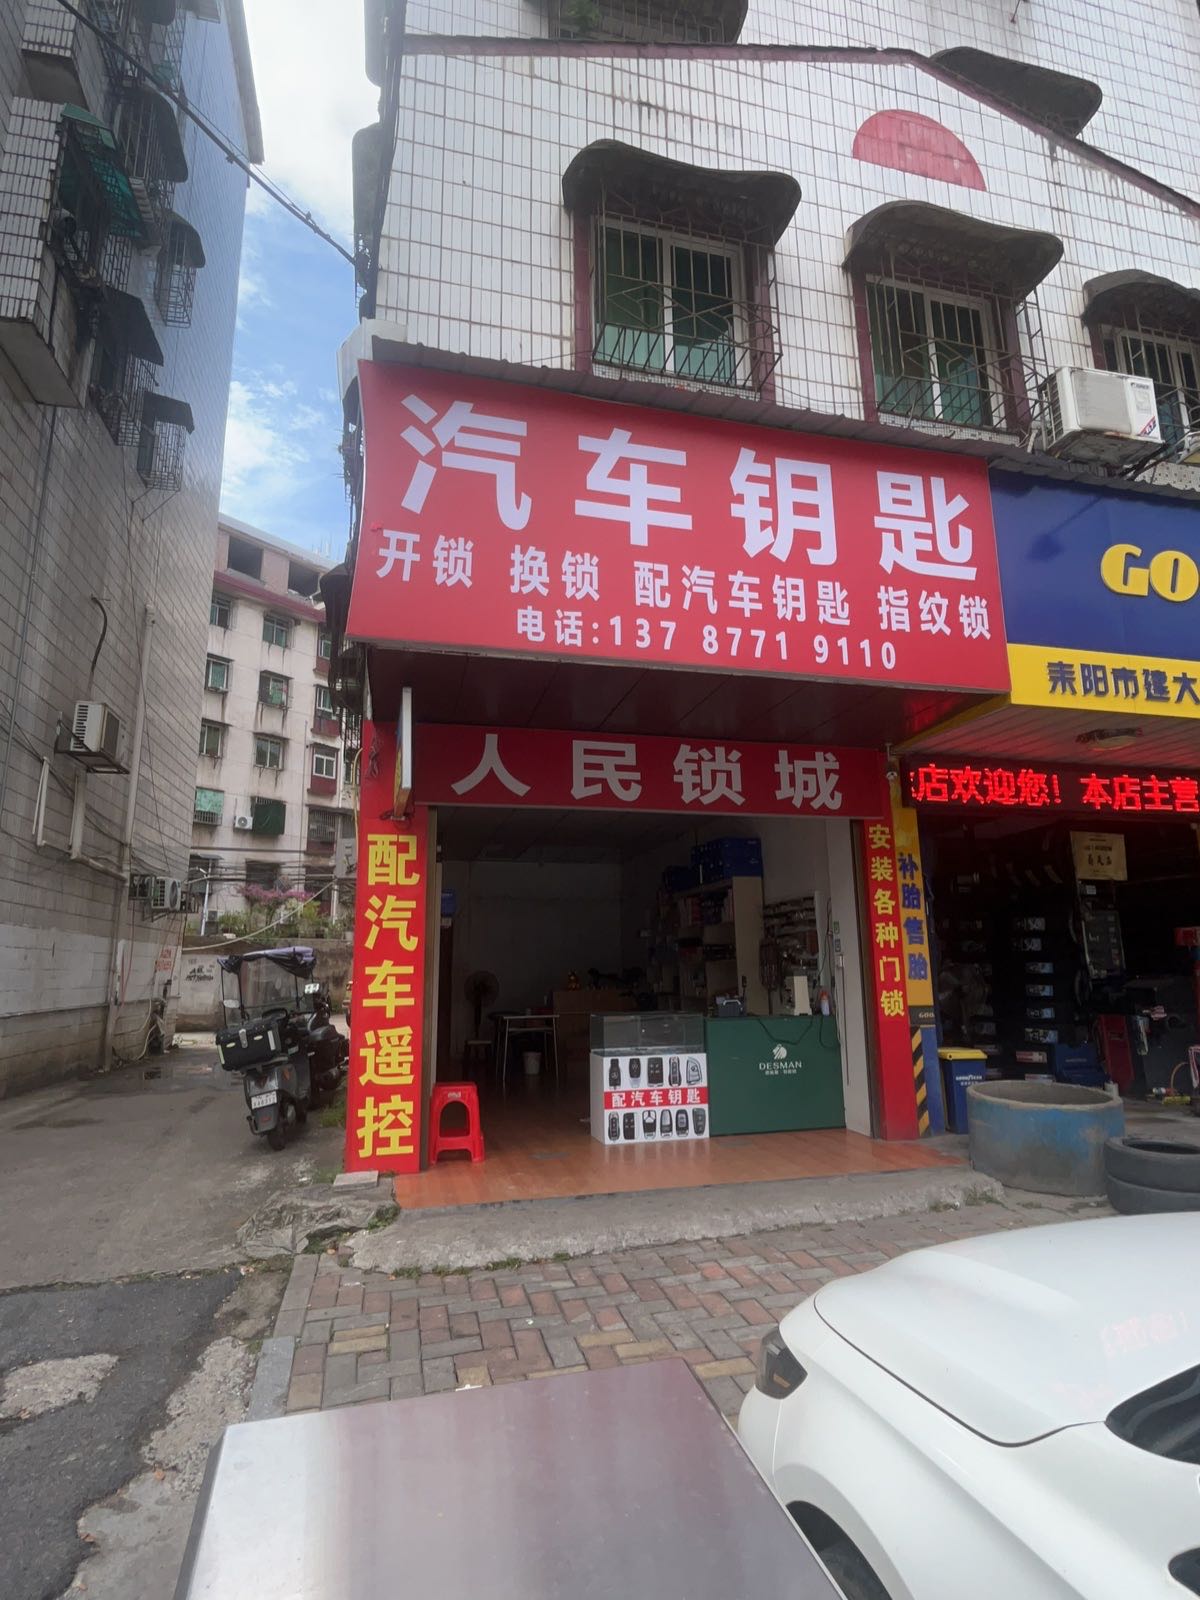 汽车钥匙
开锁 换锁 配汽车钥匙 指纹锁
电话:137 8771 9110
GO
耒阳市建大
人民锁城
店欢迎您！本店主营
配汽车遥控
安装各种门锁
补胎售胎
DESMAN
配汽车钥匙